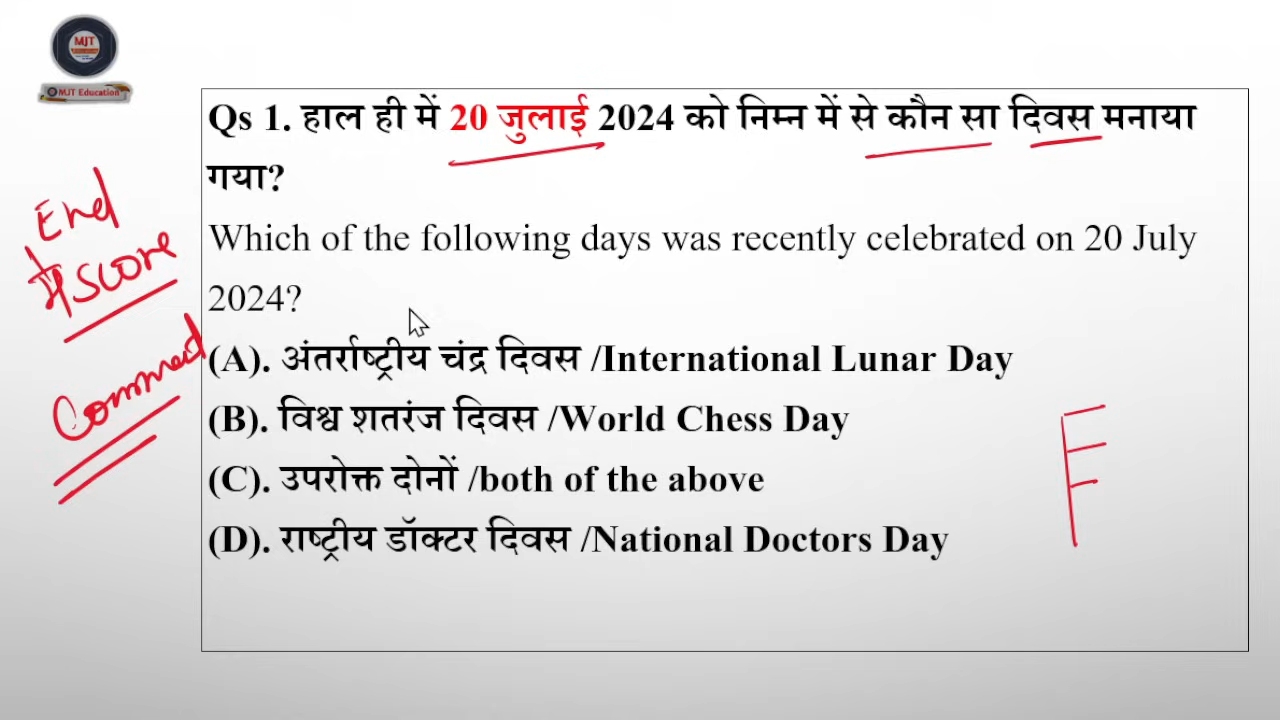 MJT
MJT Education
Qs 1. हाल ही में 20 जुलाई 2024 को निम्न में से कौन सा दिवस मनाया
गया?
Which of the following days was recently celebrated on 20 July
2024?
(A). अंतर्राष्ट्रीय चंद्र दिवस /International Lunar Day
(B). विश्व शतरंज दिवस /World Chess Day
(C). उपरोक्त दोनों /both of the above
(D). राष्ट्रीय डॉक्टर दिवस /National Doctors Day
End
में Score
F